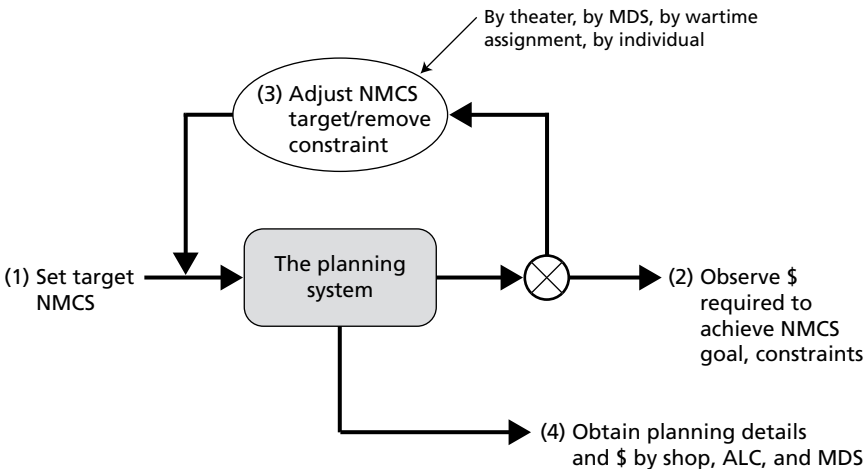 By theater, by MDS, by wartime
assignment, by individual
(3) Adjust NMCS
target/remove
constraint
(1) Set target
NMCS
The planning
system
(2) Observe $
required to
achieve NMCS
goal, constraints
(4) Obtain planning details
and $ by shop, ALC, and MDS